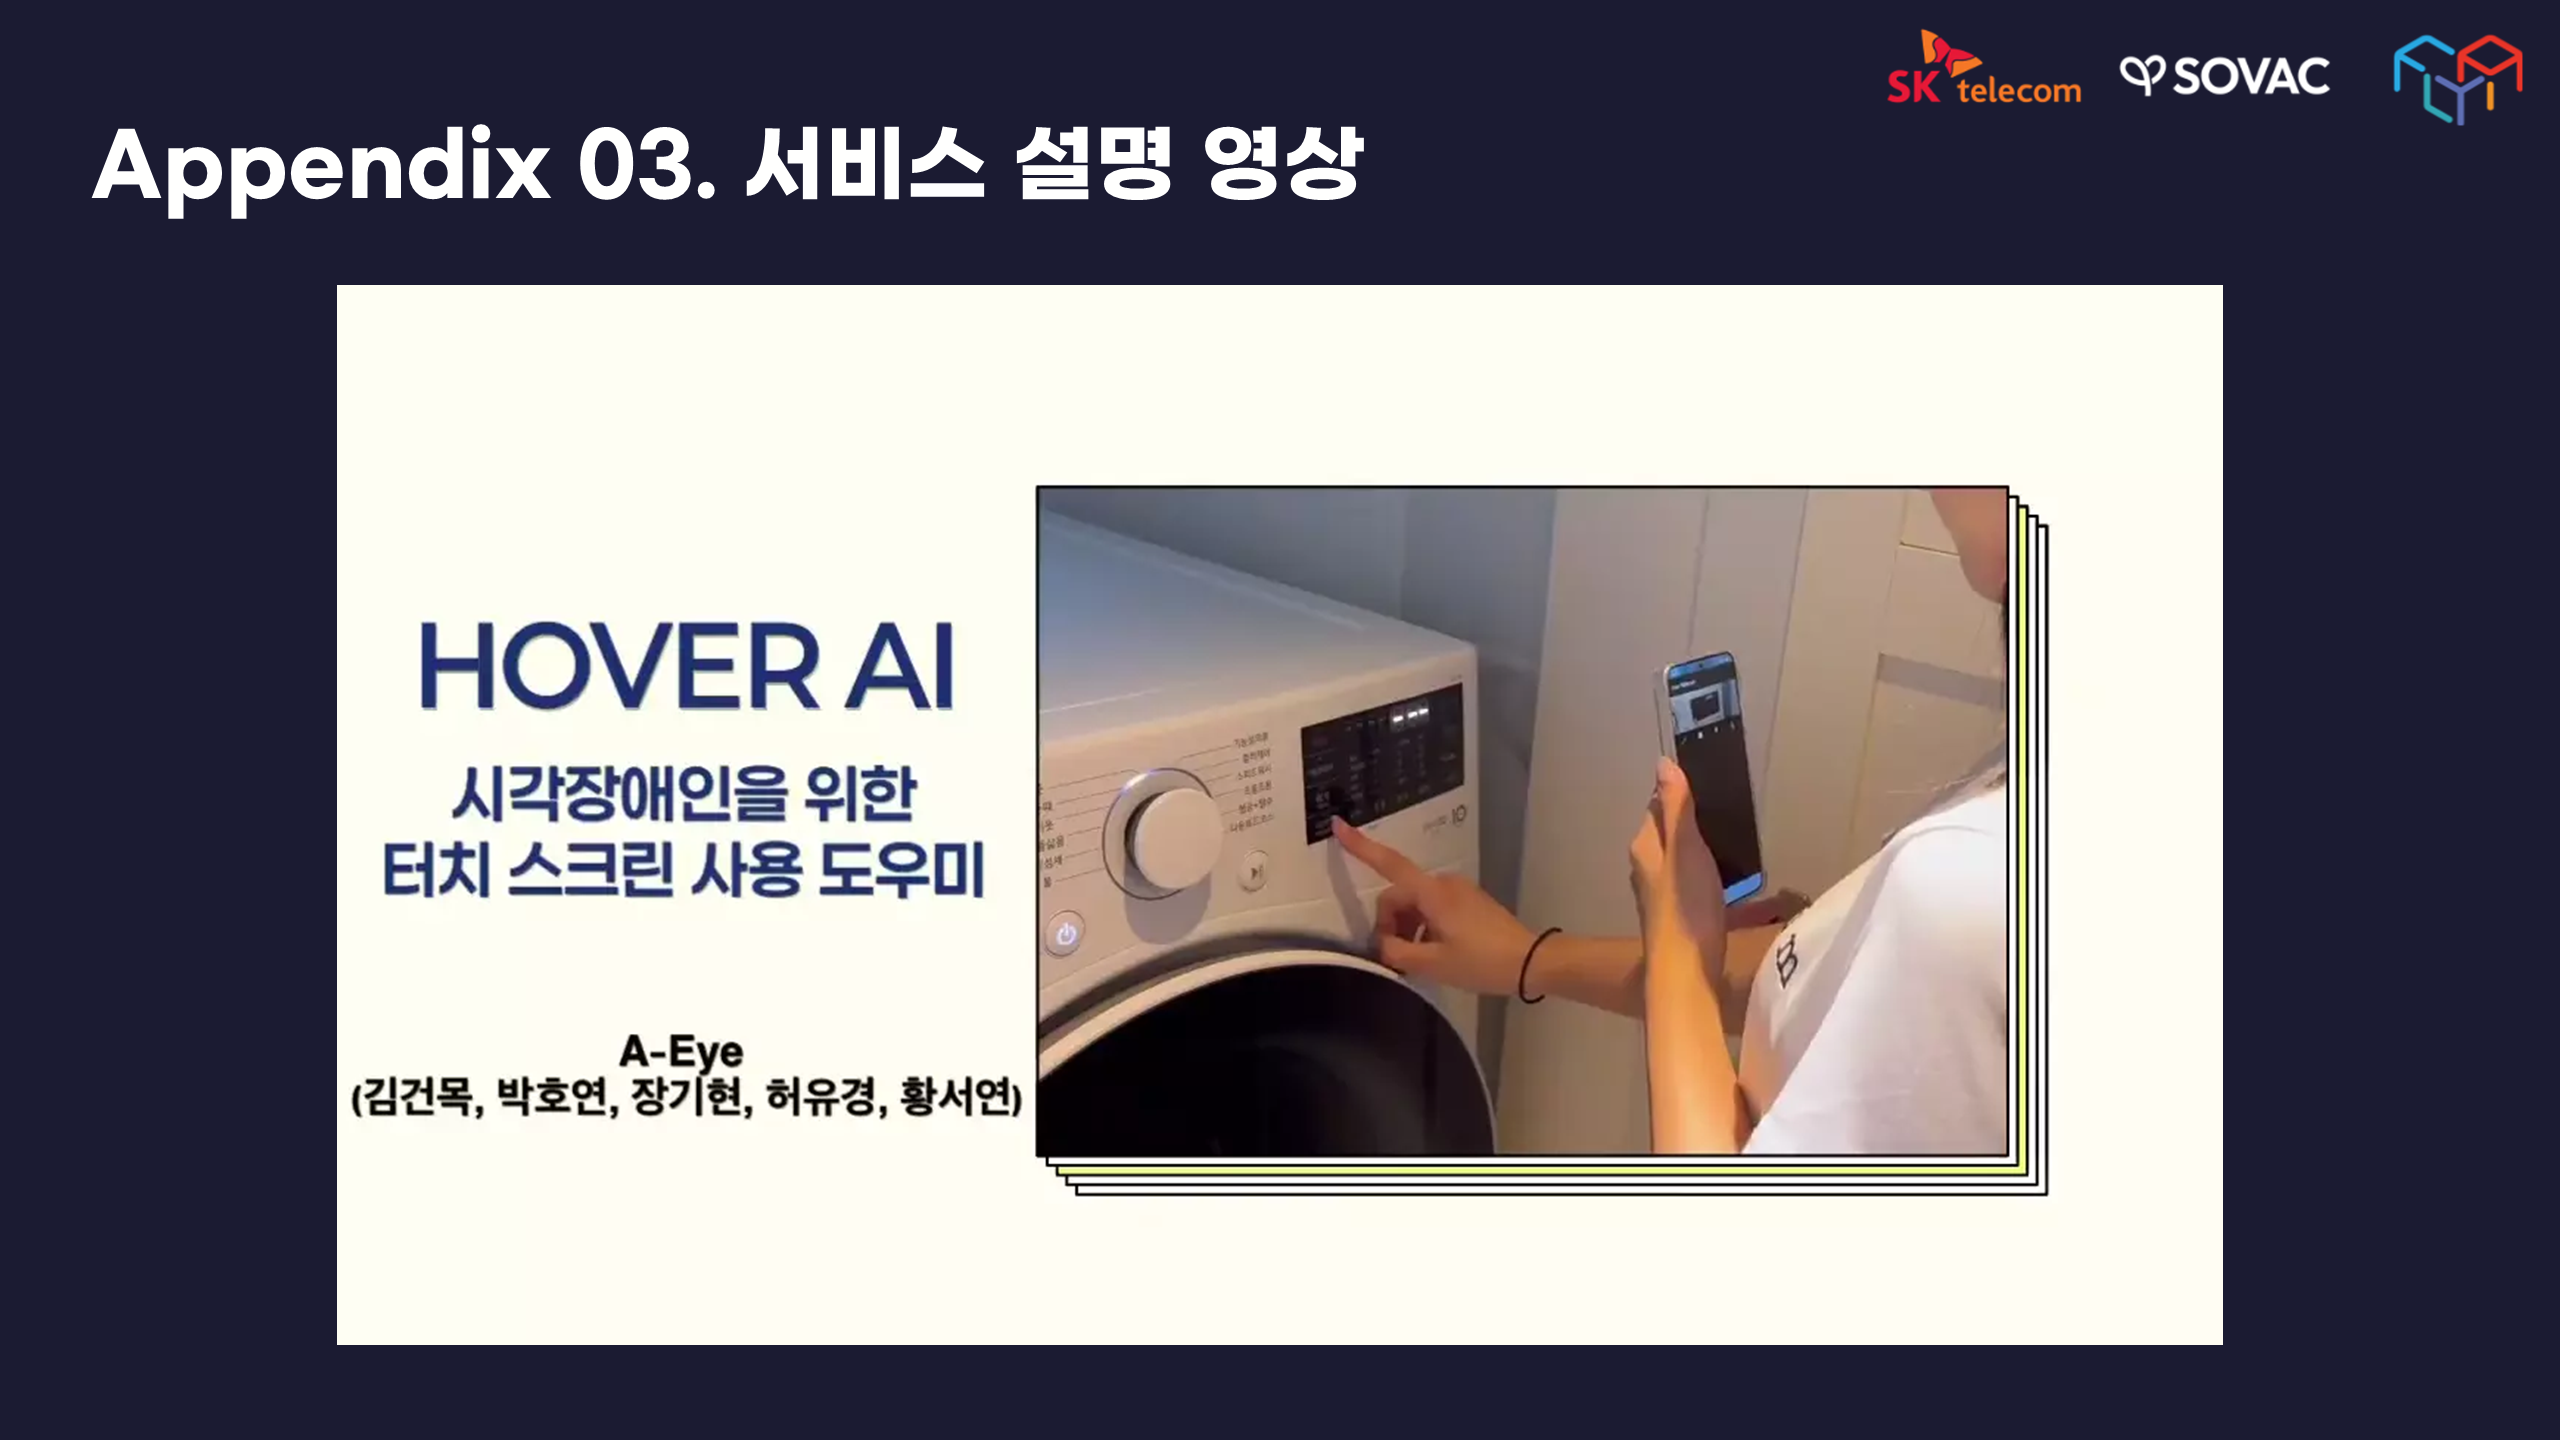 SK telecom
SOVAC
Appendix 03. 서비스 설명 영상
HOVER AI
시각장애인을 위한
터치 스크린 사용 도우미
A-Eye
(김건목, 박호연, 장기현, 허유경, 황서연)
B
10